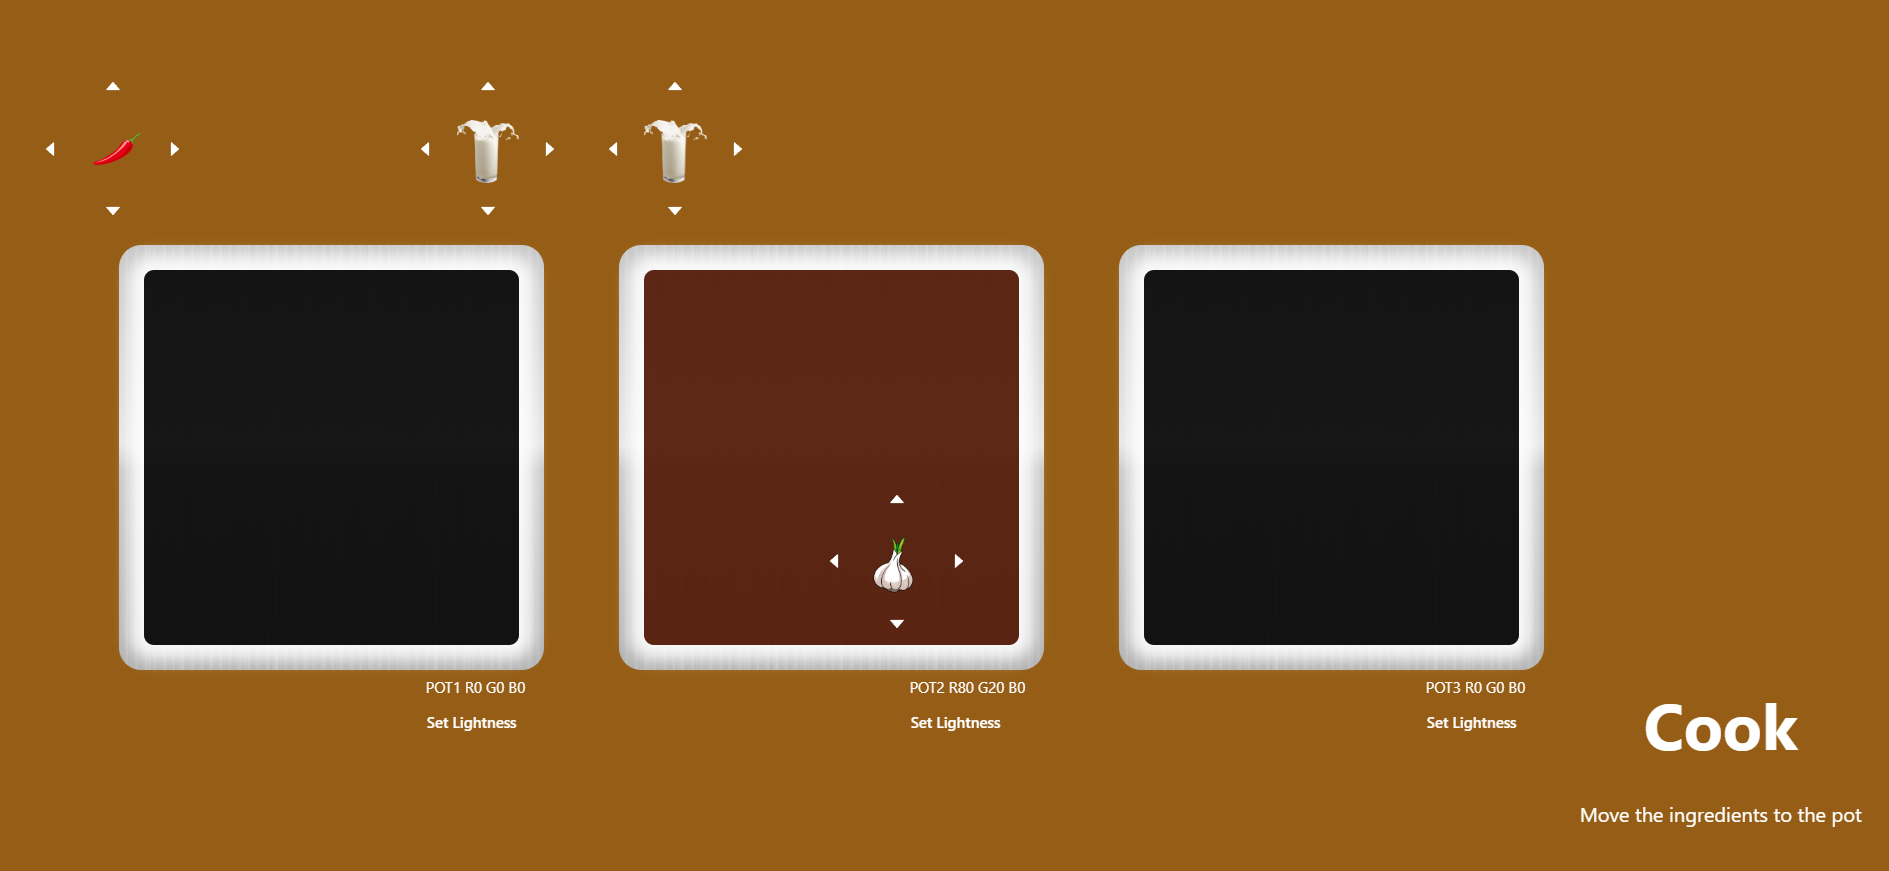 POT1 R0 G0 B0
Set Lightness
POT2 R80 G20 B0
Set Lightness
POT3 R0 G0 B0
Set Lightness
Cook
Move the ingredients to the pot